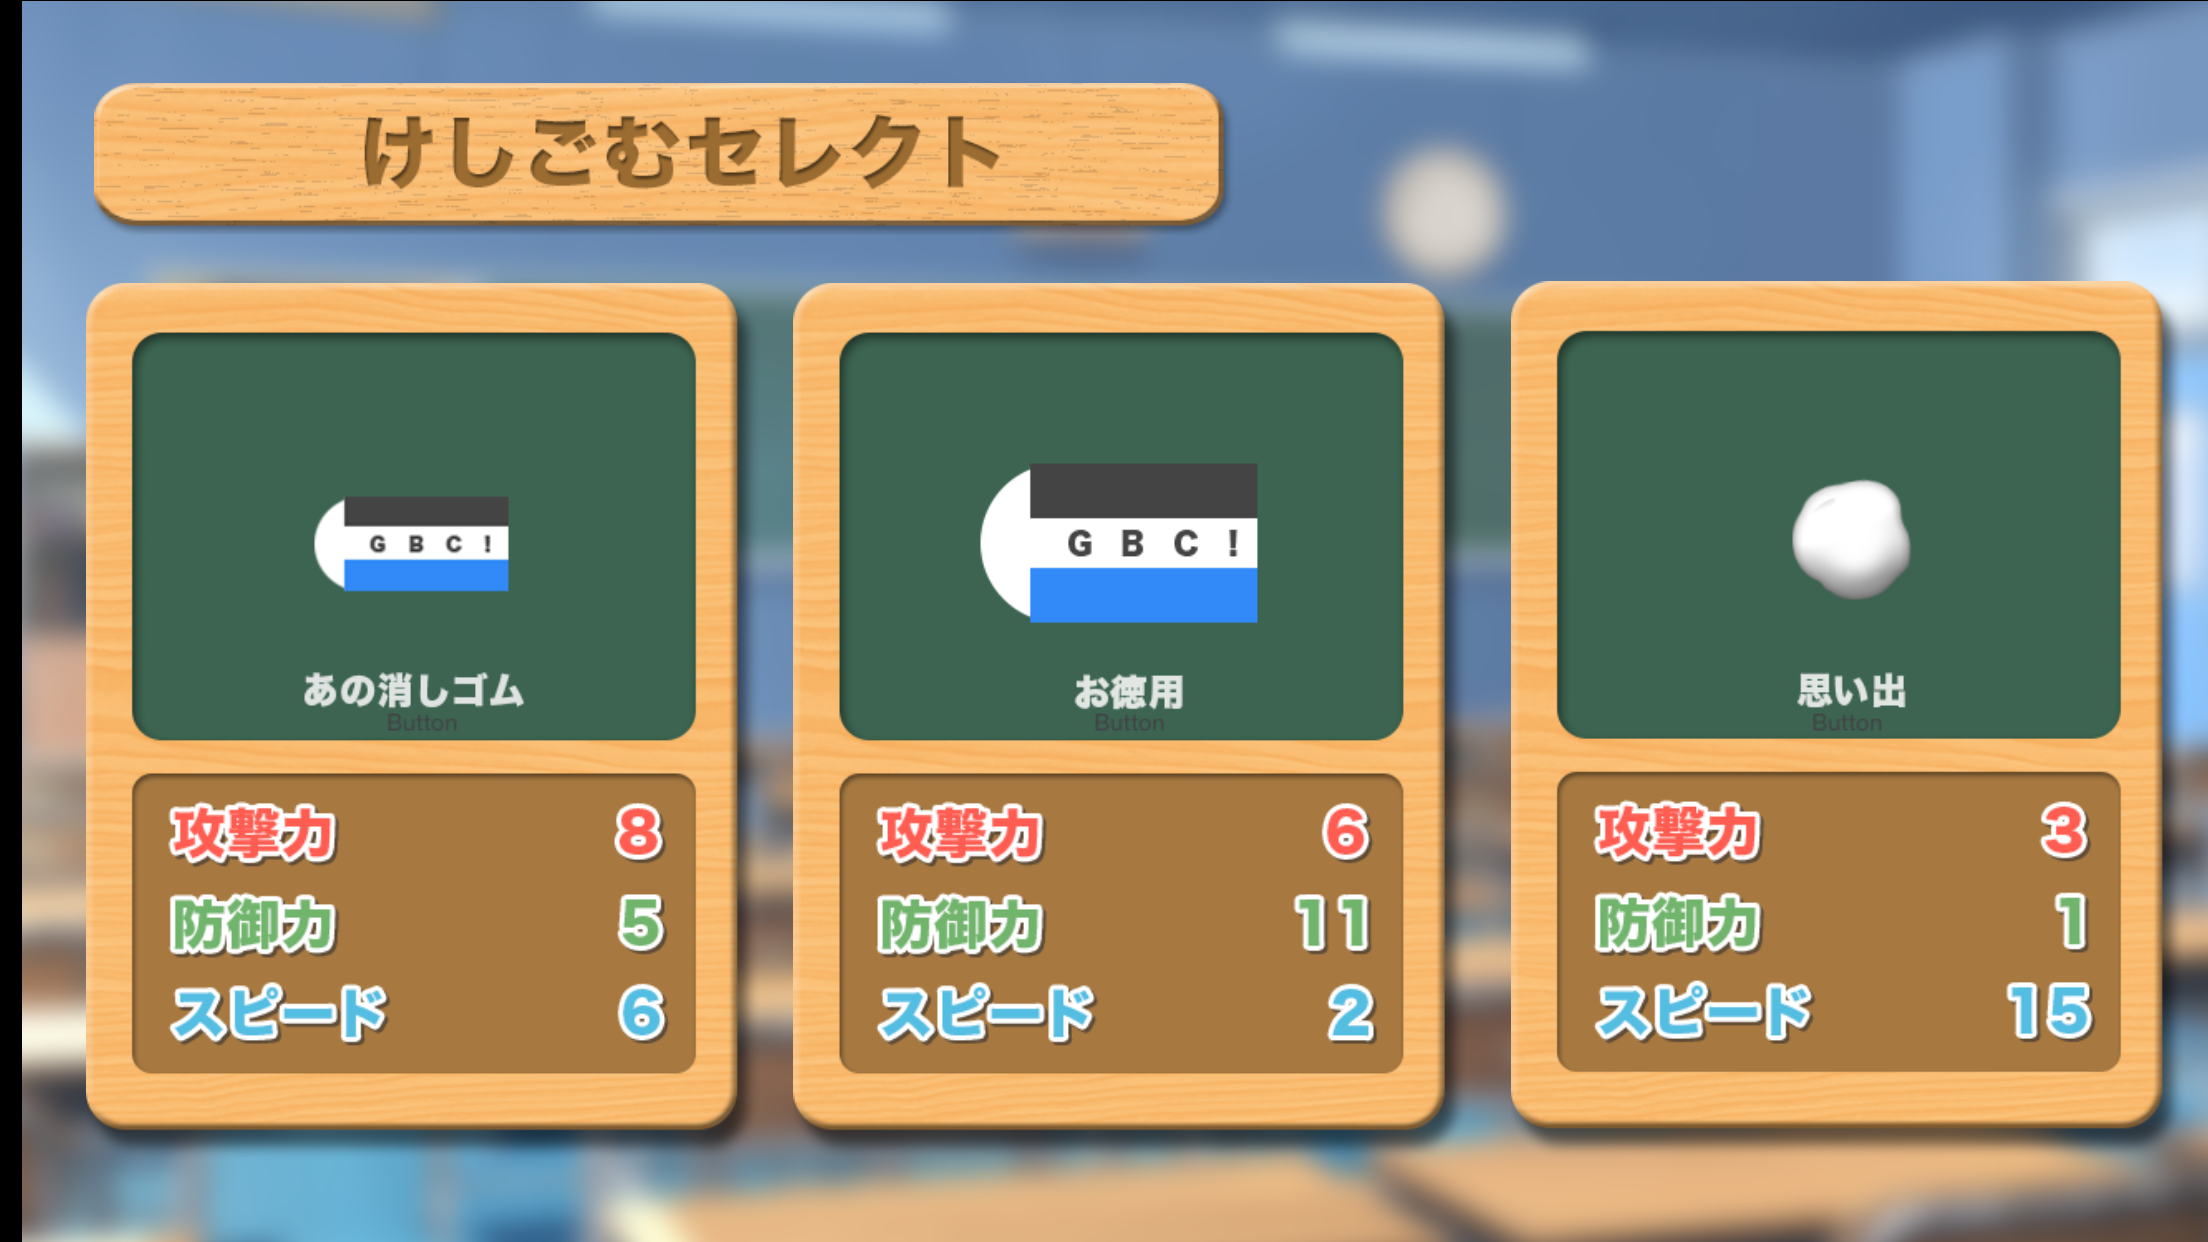 けしごむセレクト
G B C !
あの消しゴム
Button
攻撃力 8
防御力 5
スピード 6
G B C !
お徳用
Button
攻撃力 6
防御力 11
スピード 2
思い出
Button
攻撃力 3
防御力 1
スピード 15